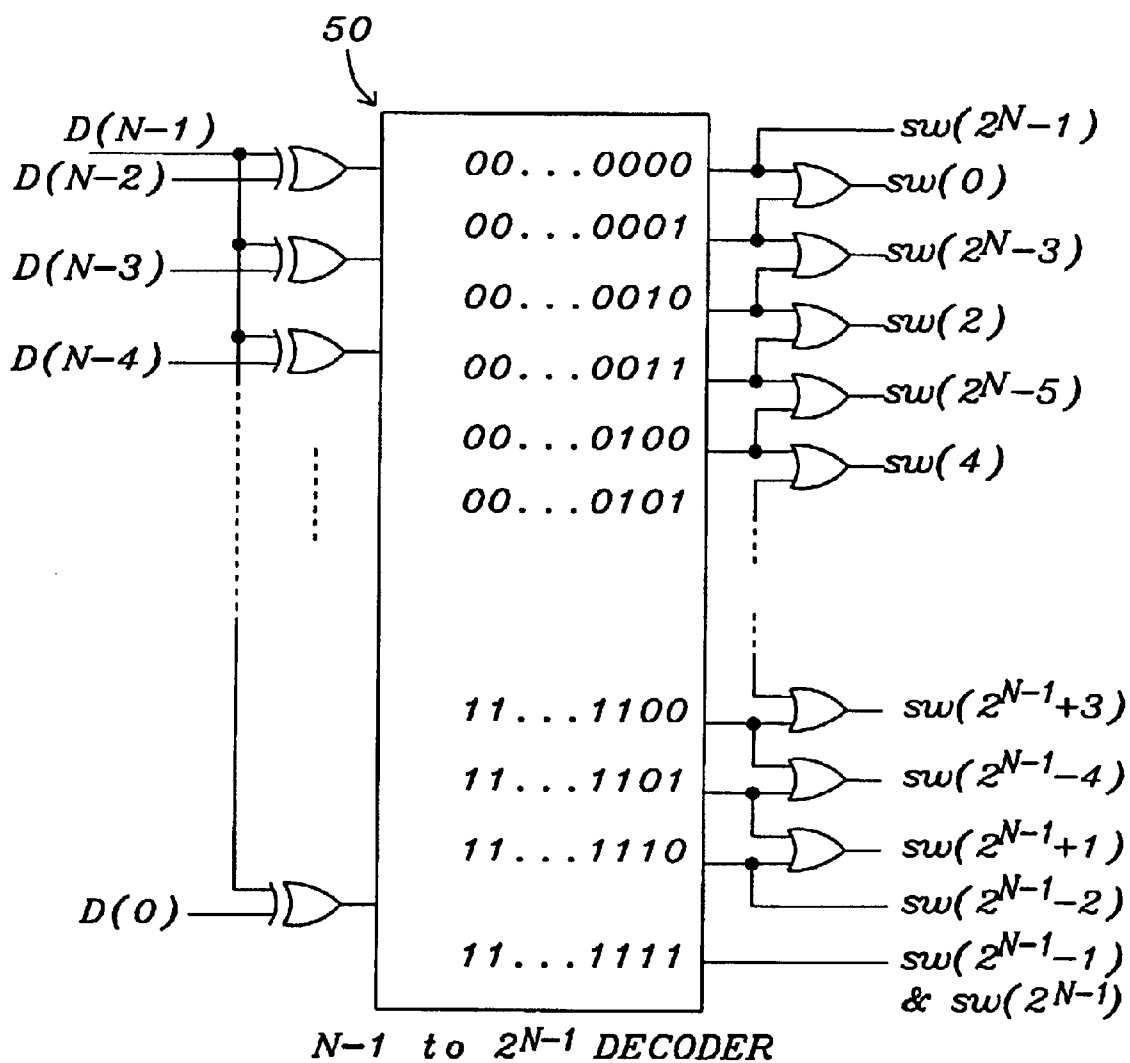 50
D(N-1)
D(N-2)
D(N-3)
D(N-4)
D(0)
00...0000
00...0001
00...0010
00...0011
00...0100
00...0101
11...1100
11...1101
11...1110
11...1111
sw(2^N-1)
sw(0)
sw(2^N-3)
sw(2)
sw(2^N-5)
sw(4)
sw(2^N-1+3)
sw(2^N-1-4)
sw(2^N-1+1)
sw(2^N-1-2)
sw(2^N-1-1)
& sw(2^N-1)
N-1 to 2^N-1 DECODER